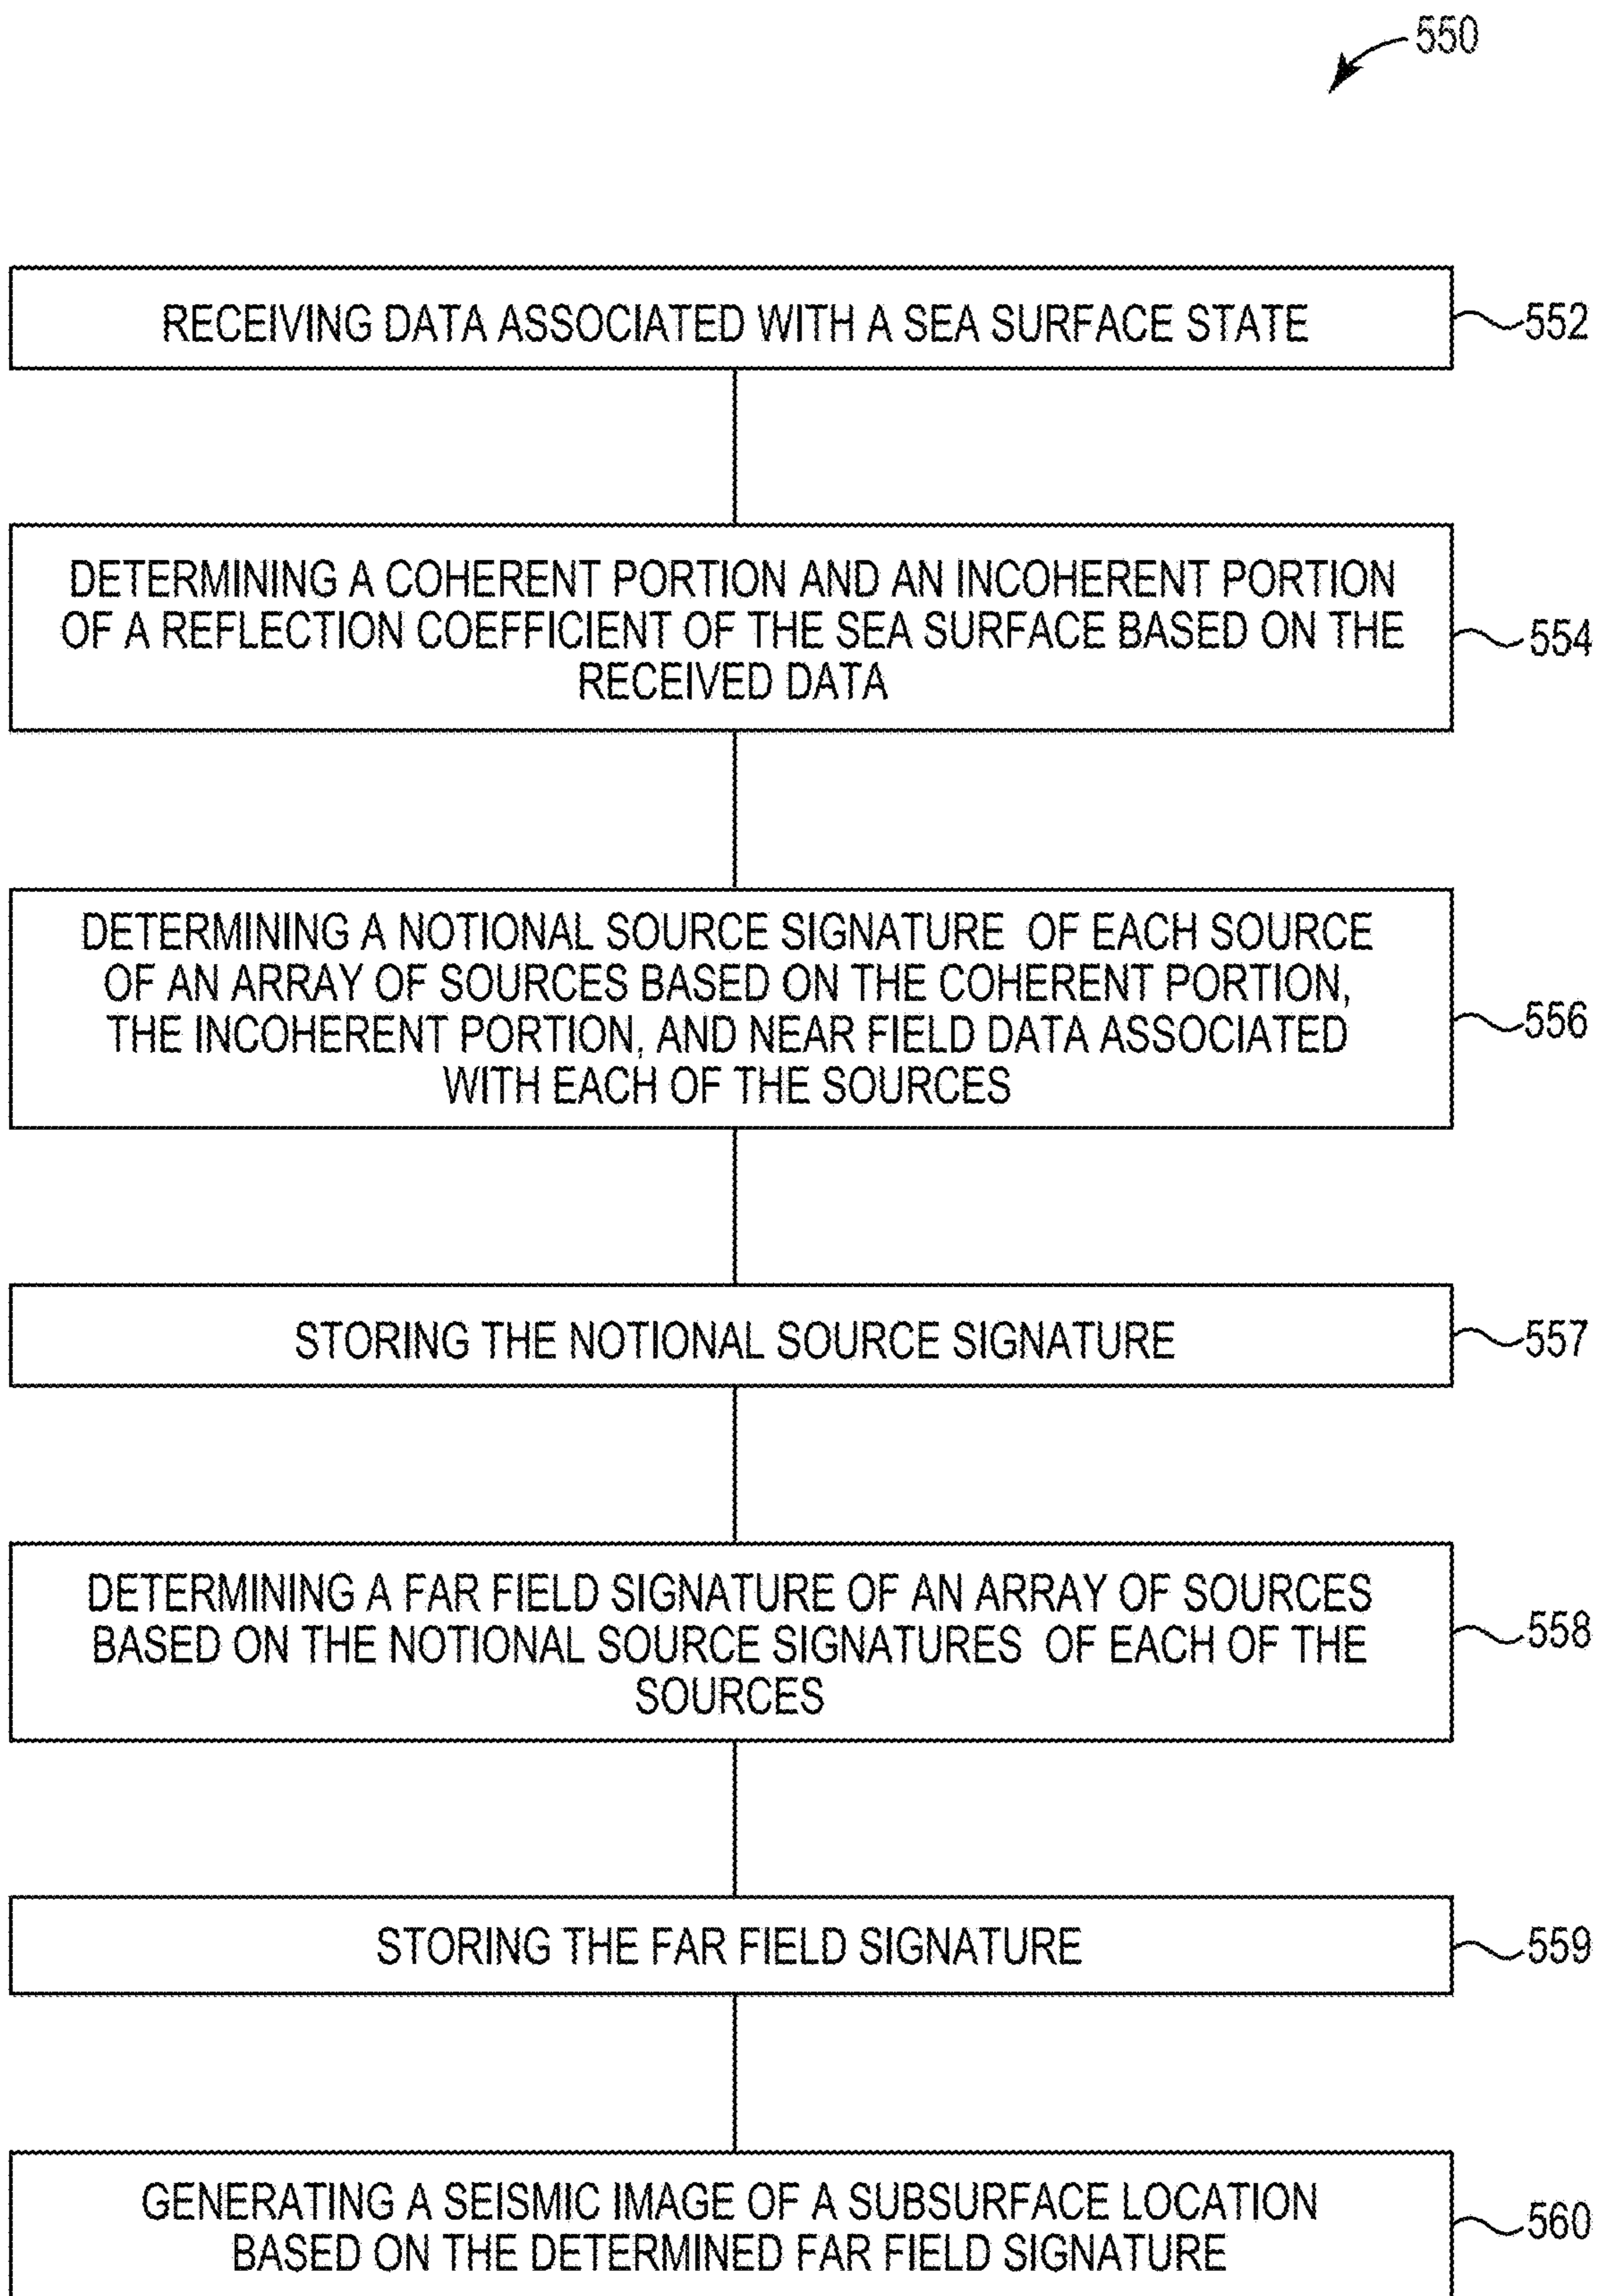 550
RECEIVING DATA ASSOCIATED WITH A SEA SURFACE STATE
552
DETERMINING A COHERENT PORTION AND AN INCOHERENT PORTION
OF A REFLECTION COEFFICIENT OF THE SEA SURFACE BASED ON THE
RECEIVED DATA
554
DETERMINING A NOTIONAL SOURCE SIGNATURE OF EACH SOURCE
OF AN ARRAY OF SOURCES BASED ON THE COHERENT PORTION,
THE INCOHERENT PORTION, AND NEAR FIELD DATA ASSOCIATED
WITH EACH OF THE SOURCES
556
STORING THE NOTIONAL SOURCE SIGNATURE
557
DETERMINING A FAR FIELD SIGNATURE OF AN ARRAY OF SOURCES
BASED ON THE NOTIONAL SOURCE SIGNATURES OF EACH OF THE
SOURCES
558
STORING THE FAR FIELD SIGNATURE
559
GENERATING A SEISMIC IMAGE OF A SUBSURFACE LOCATION
BASED ON THE DETERMINED FAR FIELD SIGNATURE
560